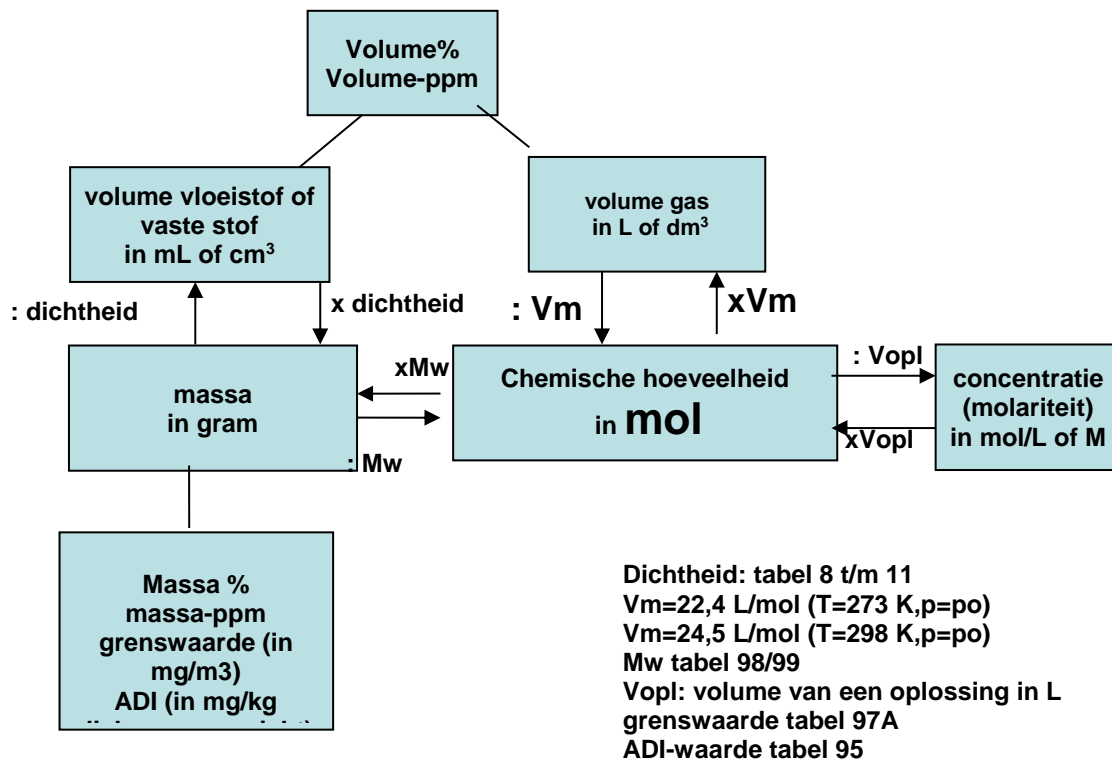 Volume%
Volume-ppm
volume vloeistof of
vaste stof
in mL of cm³
volume gas
in L of dm³
: dichtheid
x dichtheid
: Vm
xVm
massa
in gram
xMw
: Mw
Chemische hoeveelheid
in mol
: Vopl
xVopl
concentratie
(molariteit)
in mol/L of M
Massa %
massa-ppm
grenswaarde (in
mg/m3)
ADI (in mg/kg
Dichtheid: tabel 8 t/m 11
Vm=22,4 L/mol (T=273 K,p=po)
Vm=24,5 L/mol (T=298 K,p=po)
Mw tabel 98/99
Vopl: volume van een oplossing in L
grenswaarde tabel 97A
ADI-waarde tabel 95